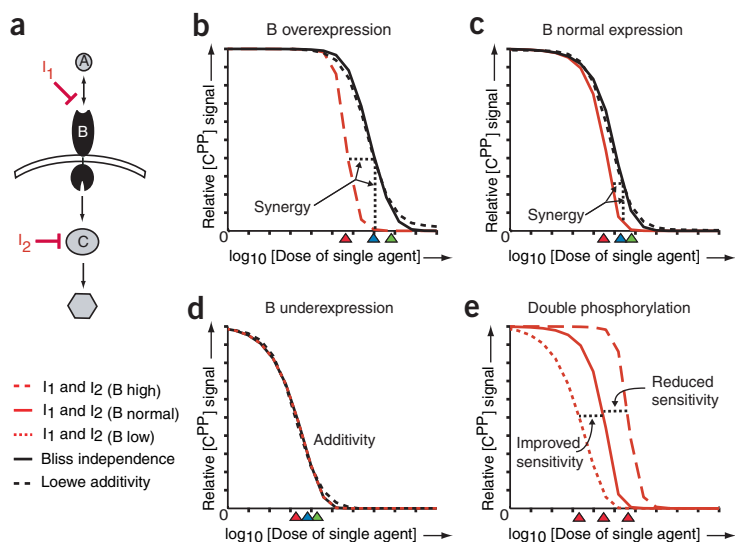 a
A
I1
B
I2
C
I1 and I2 (B high)
I1 and I2 (B normal)
I1 and I2 (B low)
Bliss independence
Loewe additivity
b
B overexpression
Relative [CPP] signal
Synergy
0
log10 [Dose of single agent]
c
B normal expression
Relative [CPP] signal
Synergy
0
log10 [Dose of single agent]
d
B underexpression
Relative [CPP] signal
Additivity
0
log10 [Dose of single agent]
e
Double phosphorylation
Relative [CPP] signal
Reduced
sensitivity
Improved
sensitivity
0
log10 [Dose of single agent]